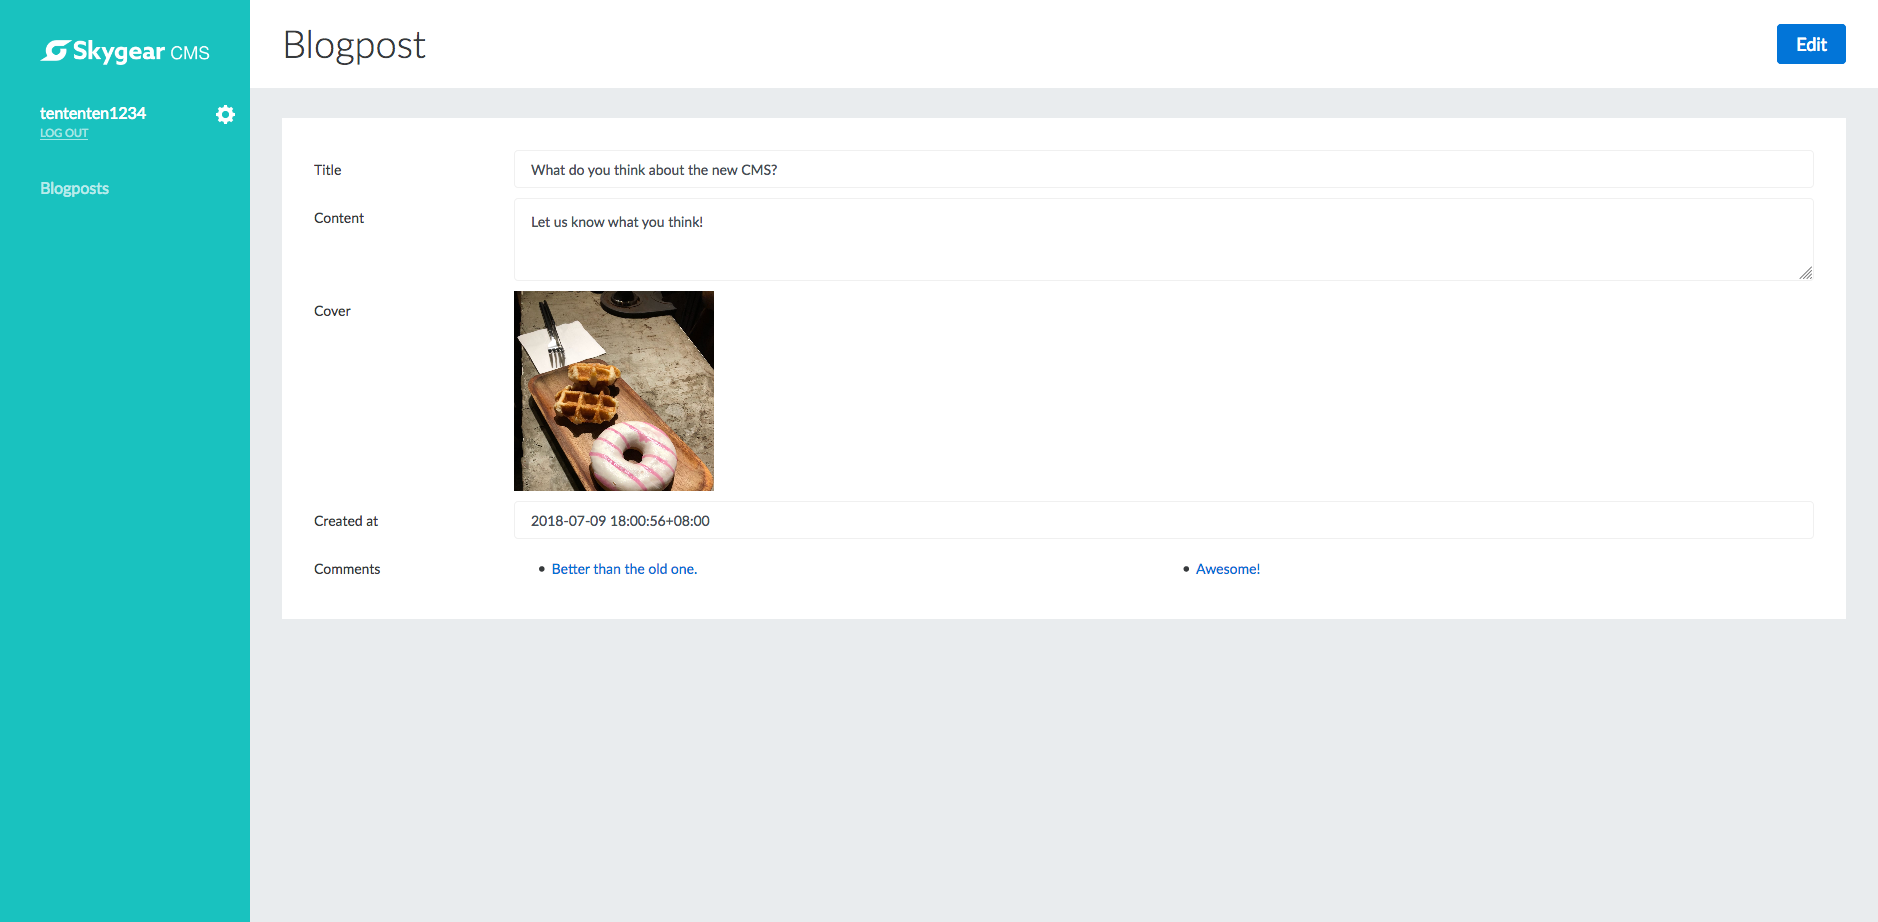 Skygear CMS
tentententen1234
LOG OUT
Blogposts
Blogpost
Edit
Title
What do you think about the new CMS?
Content
Let us know what you think!
Cover
Created at
2018-07-09 18:00:56+08:00
Comments
Better than the old one.
Awesome!